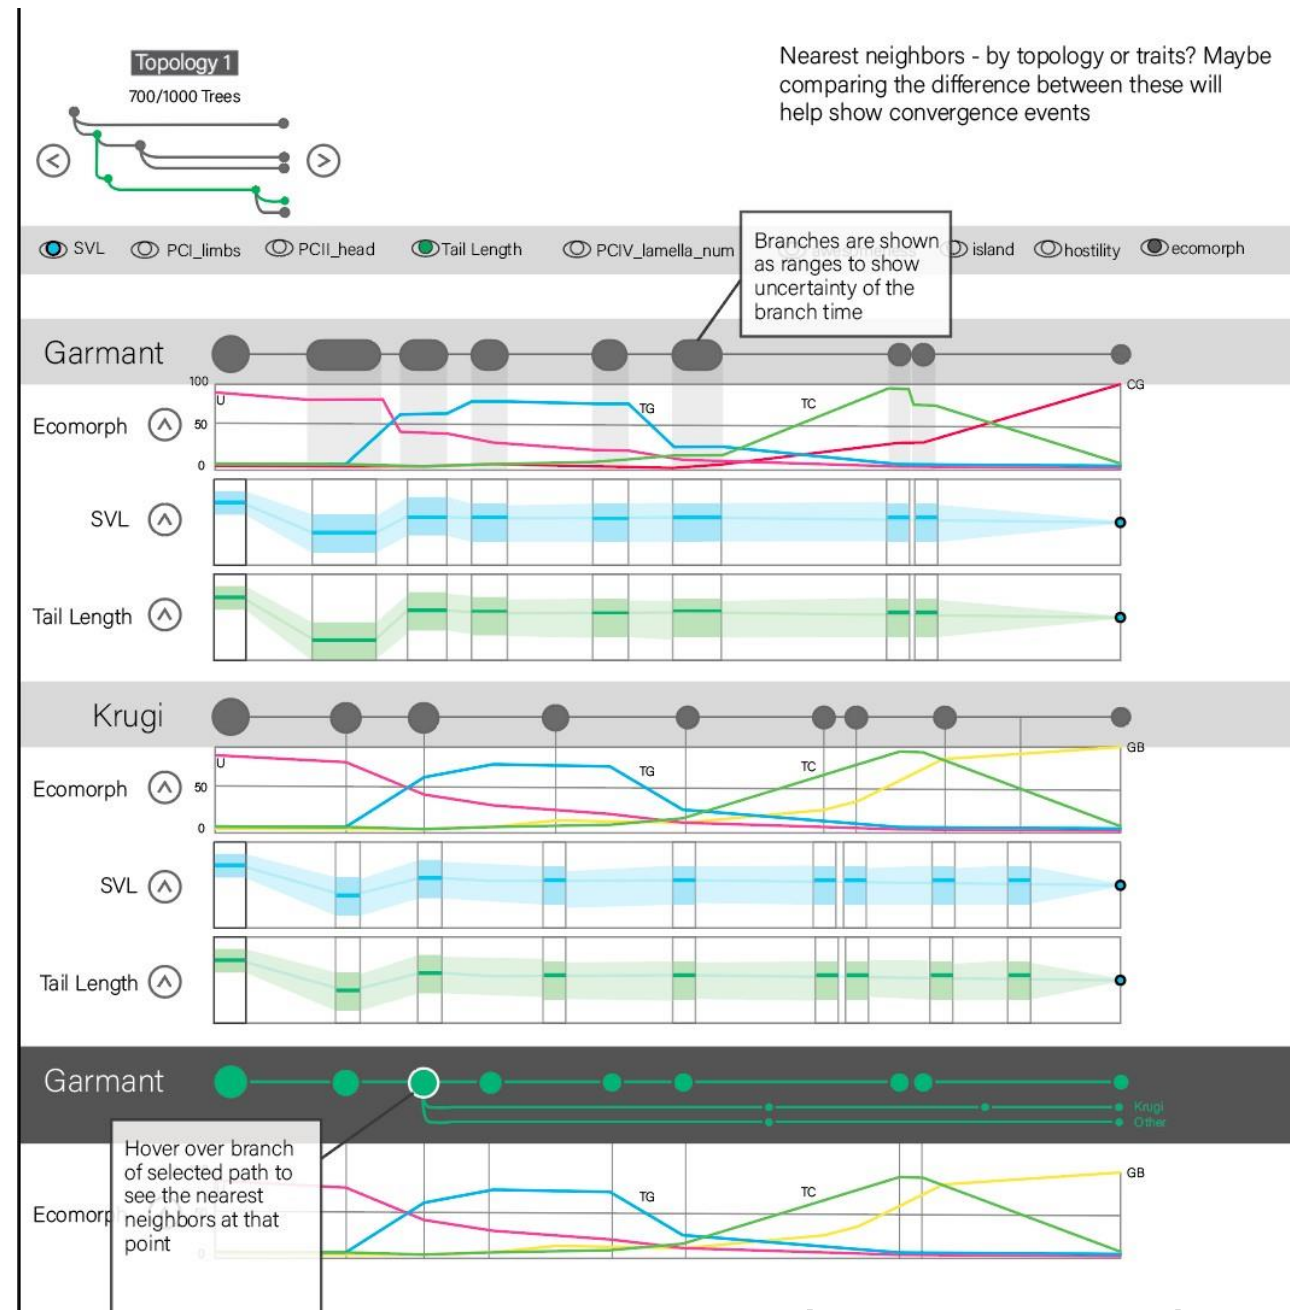 Topology 1
700/1000 Trees
Nearest neighbors - by topology or traits? Maybe
comparing the difference between these will
help show convergence events
SVL
PCI_limbs
PCII_head
Tail Length
PCIV_lamella_num
island
hostility
ecomorph
Branches are shown
as ranges to show
uncertainty of the
branch time
Garmant
Ecomorph
100
50
0
U
TG
TC
CG
SVL
Tail Length
Krugi
Ecomorph
50
0
U
TG
TC
GB
SVL
Tail Length
Garmant
Krugi
Other
Hover over branch
of selected path to
see the nearest
neighbors at that
point
Ecomorph
0
TG
TC
GB